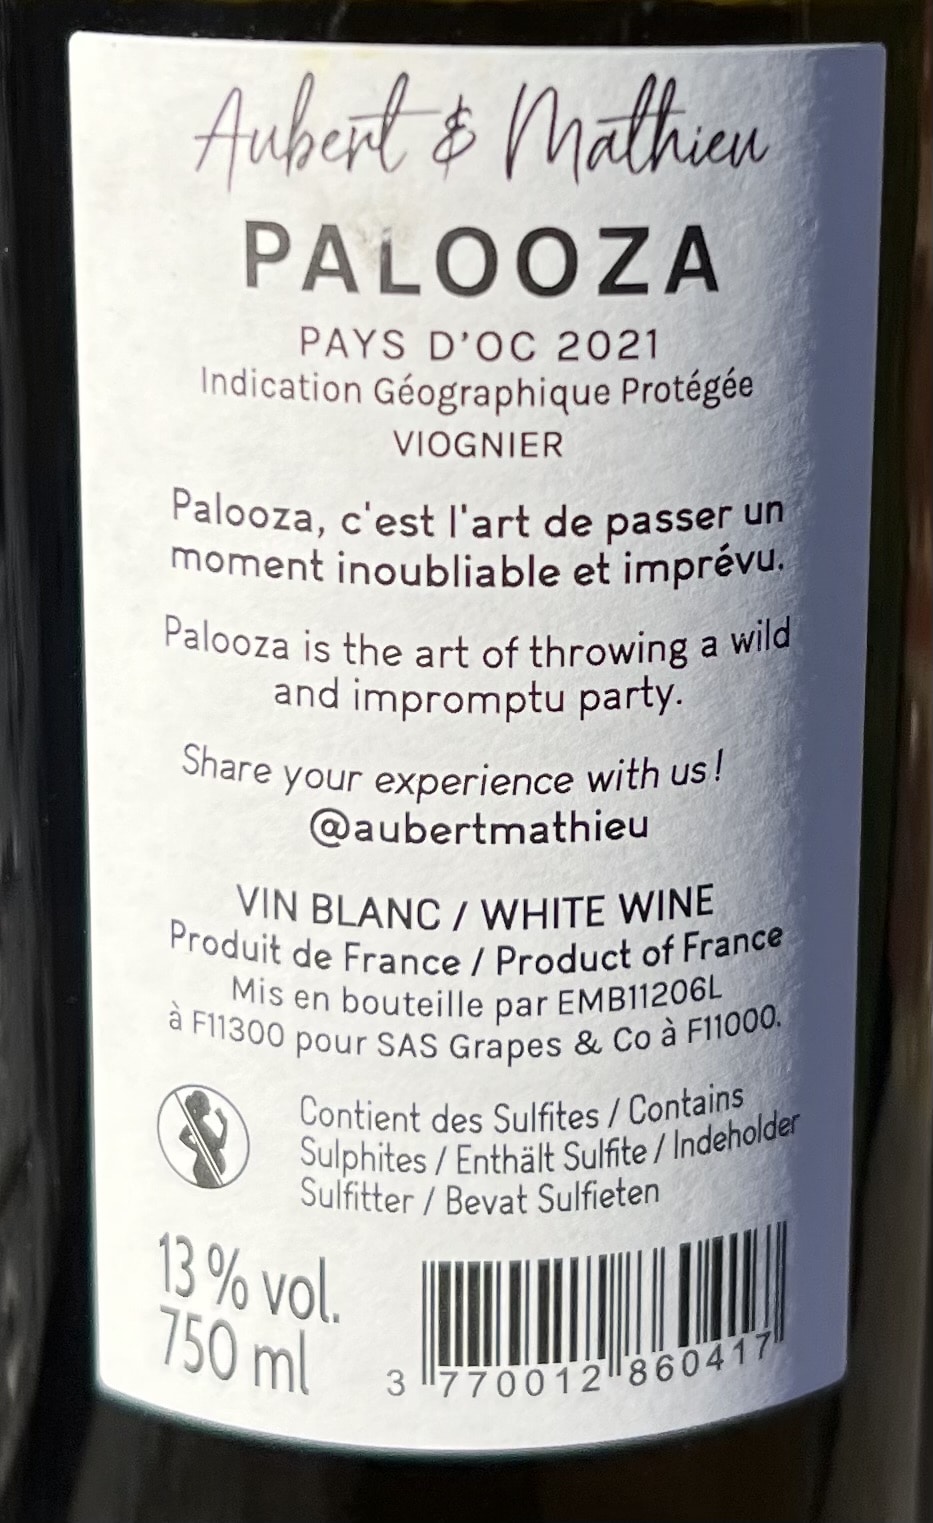 Aubert & Mathieu
PALOOZA
PAYS D'OC 2021
Indication Géographique Protégée
VIOGNIER
Palooza, c'est l'art de passer un
moment inoubliable et imprévu.
Palooza is the art of throwing a wild
and impromptu party.
Share your experience with us!
@aubertmathieu
VIN BLANC / WHITE WINE
Produit de France / Product of France
Mis en bouteille par EMB11206L
à F11300 pour SAS Grapes & Co à F11000.
Contient des Sulfites / Contains
Sulphites / Enthält Sulfite / Indeholder
Sulfitter / Bevat Sulfieten
13 % vol.
750 ml
3 770012 860417